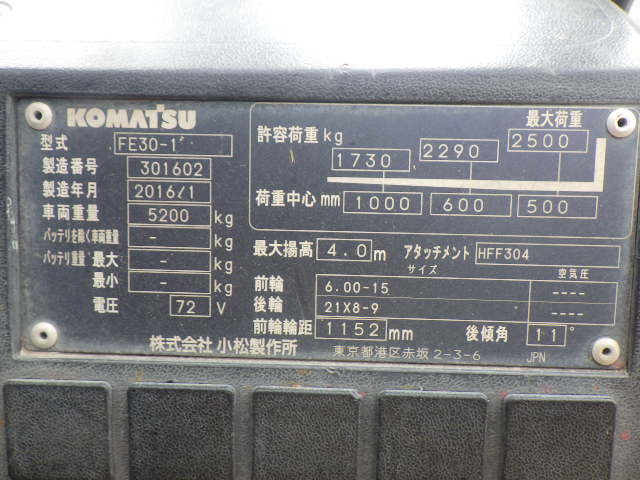 KOMATSU
型式 FE30-1
製造番号 301602
製造年月 2016/1
車両重量 5200 kg
バッテリを除く車両重量 - kg
バッテリ重量 最大 - kg
最小 - kg
電圧 72 V
株式会社 小松製作所
最大荷重
許容荷重 kg 1730 2290 2500
荷重中心 mm 1000 600 500
最大揚高 4.0 m アタッチメント HFF304
サイズ 空気圧
前輪 6.00-15 ----
後輪 21X8-9 ----
前輪輪距 1152 mm 後傾角 11°
東京都港区赤坂 2-3-6 JPN